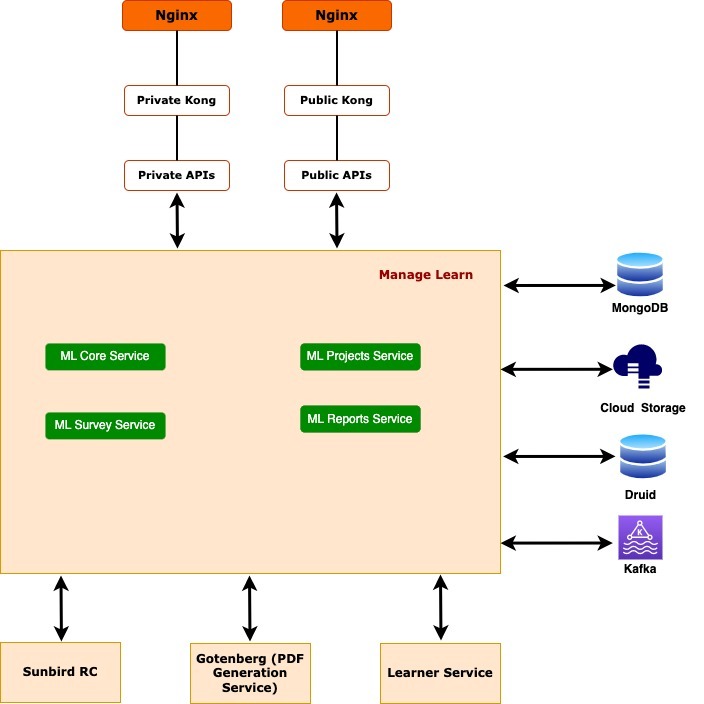 Nginx
Nginx
Private Kong
Public Kong
Private APIs
Public APIs
Manage Learn
MongoDB
ML Core Service
ML Projects Service
Cloud Storage
ML Survey Service
ML Reports Service
Druid
K
Kafka
Sunbird RC
Gotenberg (PDF
Generation
Service)
Learner Service